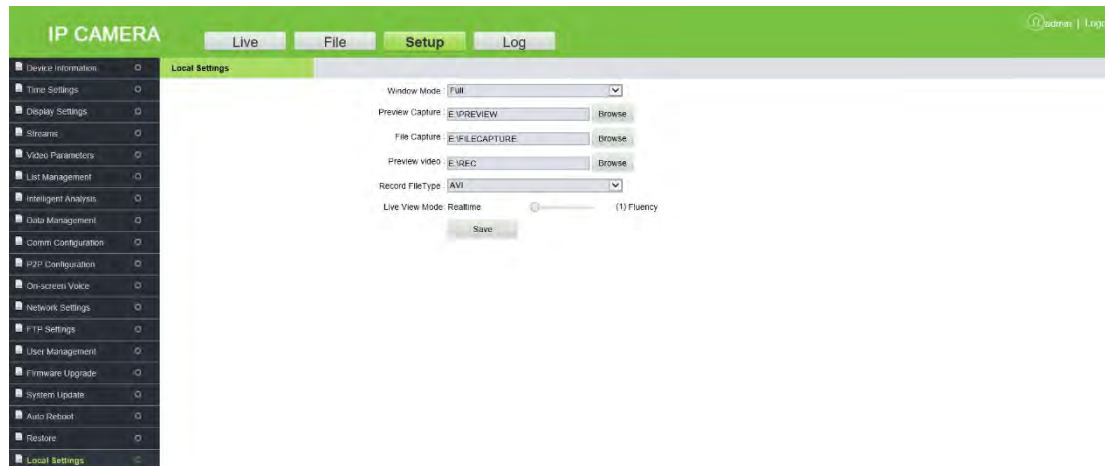 IP CAMERA
Live File Setup Log
admin | Logo
Device Information
Time Settings
Display Settings
Streams
Video Parameters
List Management
Intelligent Analysis
Data Management
Comm Configuration
P2P Configuration
On-screen Voice
Network Settings
FTP Settings
User Management
Firmware Upgrade
System Update
Auto Reboot
Restore
Local Settings
Local Settings
Window Mode : Full
Preview Capture : E:\PREVIEW Browse
File Capture : E:\FILECAPTURE Browse
Preview video : E:\REC Browse
Record FileType : AVI
Live View Mode: Realtime (1) Fluency
Save